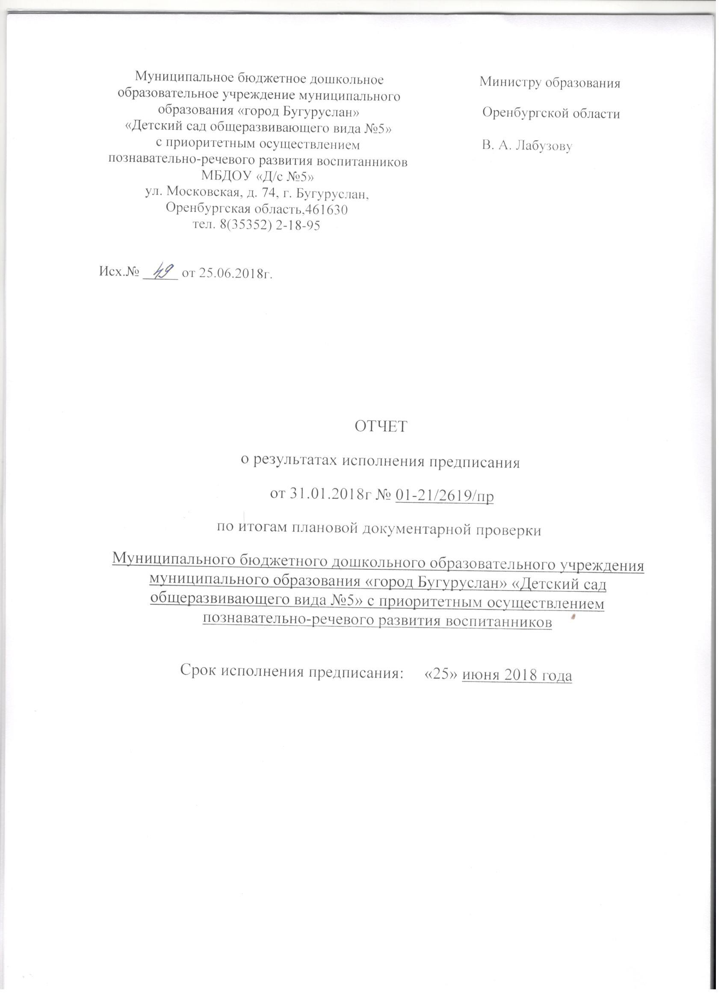 Муниципальное бюджетное дошкольное
образовательное учреждение муниципального
образования «город Бугуруслан»
«Детский сад общеразвивающего вида №5»
с приоритетным осуществлением
познавательно-речевого развития воспитанников
МБДОУ «Д/с №5»
ул. Московская, д. 74, г. Бугуруслан,
Оренбургская область,461630
тел. 8(35352) 2-18-95
Министру образования
Оренбургской области
В. А. Лабузову
Исх.№ 49 от 25.06.2018г.
ОТЧЕТ
о результатах исполнения предписания
от 31.01.2018г № 01-21/2619/пр
по итогам плановой документарной проверки
Муниципального бюджетного дошкольного образовательного учреждения
муниципального образования «город Бугуруслан» «Детский сад
общеразвивающего вида №5» с приоритетным осуществлением
познавательно-речевого развития воспитанников
Срок исполнения предписания: «25» июня 2018 года